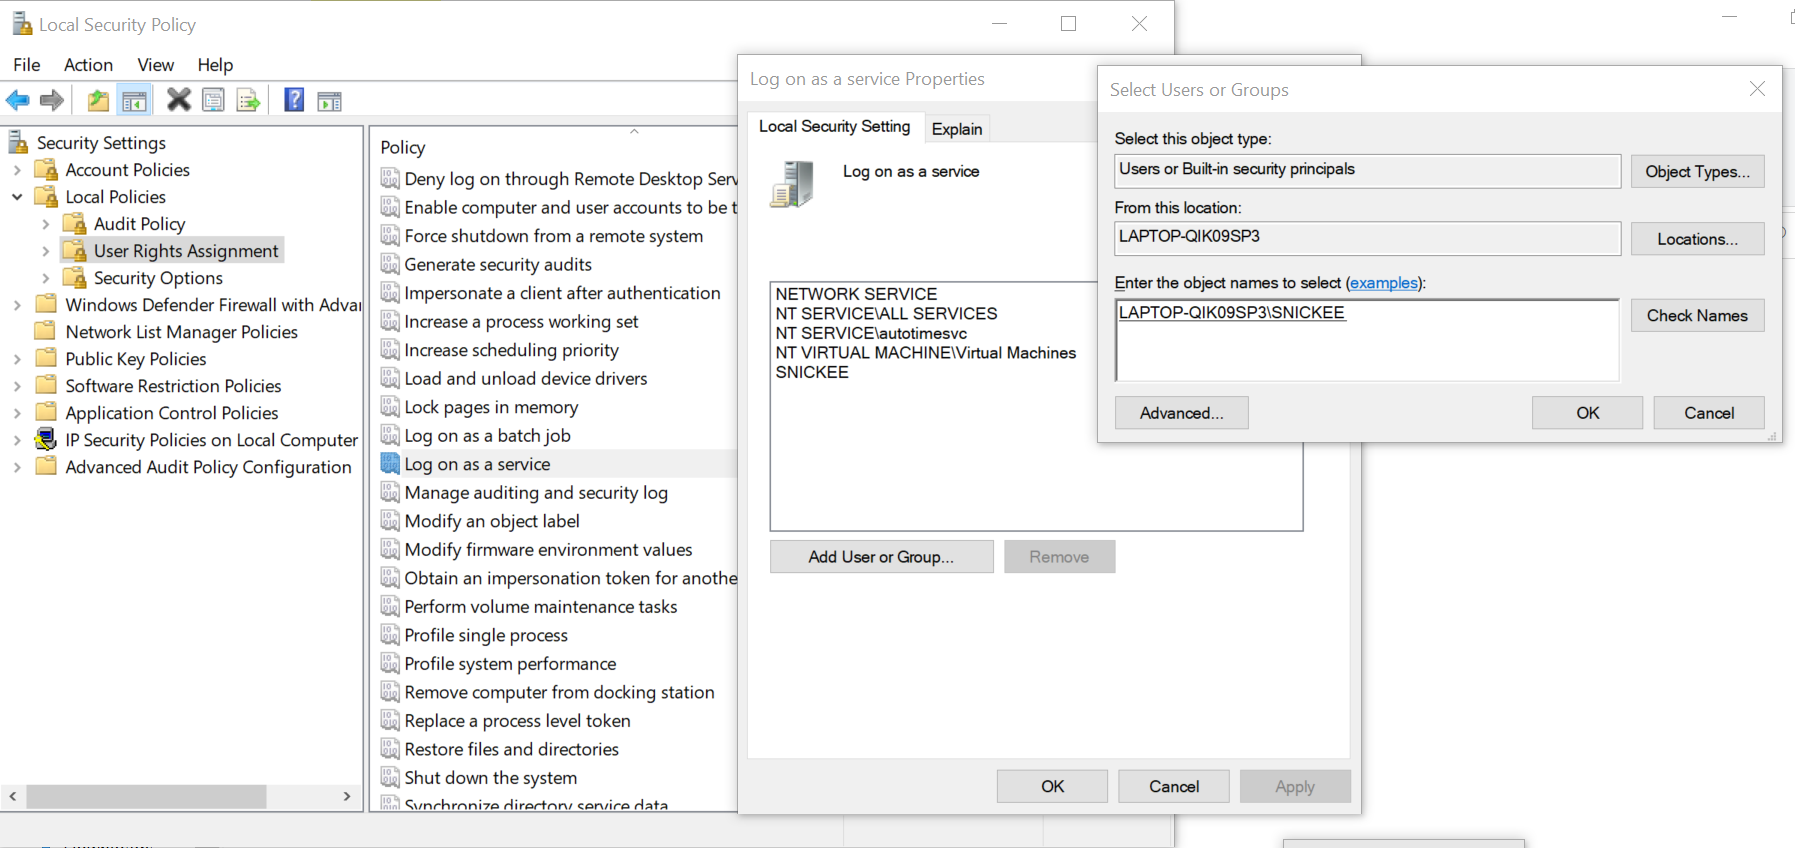 Local Security Policy
File Action View Help
Security Settings
Account Policies
Local Policies
Audit Policy
User Rights Assignment
Security Options
Windows Defender Firewall with Adva
Network List Manager Policies
Public Key Policies
Software Restriction Policies
Application Control Policies
IP Security Policies on Local Computer
Advanced Audit Policy Configuration
Policy
Deny log on through Remote Desktop Serv
Enable computer and user accounts to be t
Force shutdown from a remote system
Generate security audits
Impersonate a client after authentication
Increase a process working set
Increase scheduling priority
Load and unload device drivers
Lock pages in memory
Log on as a batch job
Log on as a service
Manage auditing and security log
Modify an object label
Modify firmware environment values
Obtain an impersonation token for anothe
Perform volume maintenance tasks
Profile single process
Profile system performance
Remove computer from docking station
Replace a process level token
Restore files and directories
Shut down the system
Synchronize directory service data
Log on as a service Properties
Local Security Setting Explain
Log on as a service
NETWORK SERVICE
NT SERVICE\ALL SERVICES
NT SERVICE\autotimesvc
NT VIRTUAL MACHINE\Virtual Machines
SNICKEE
Add User or Group... Remove
OK Cancel Apply
Select Users or Groups
Select this object type:
Users or Built-in security principals Object Types...
From this location:
LAPTOP-QIK09SP3 Locations...
Enter the object names to select (examples):
LAPTOP-QIK09SP3\SNICKEE Check Names
Advanced... OK Cancel